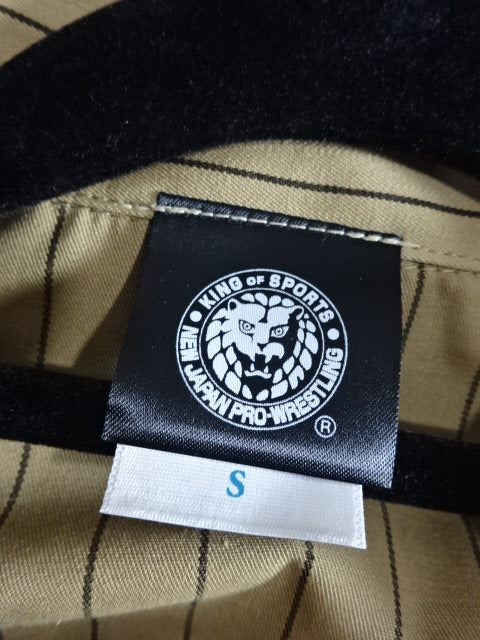 KING OF SPORTS
NEW JAPAN PRO-WRESTLING
®
S